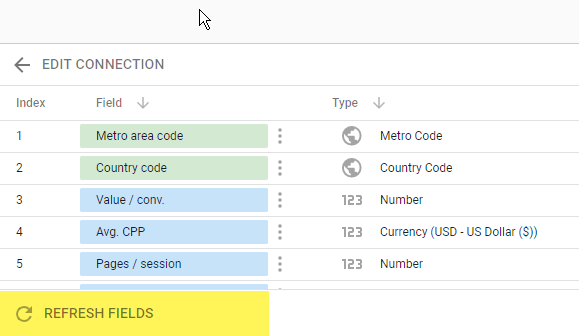 EDIT CONNECTION
Index Field Type
1 Metro area code Metro Code
2 Country code Country Code
3 Value / conv. 123 Number
4 Avg. CPP 123 Currency (USD - US Dollar ($))
5 Pages / session 123 Number
REFRESH FIELDS